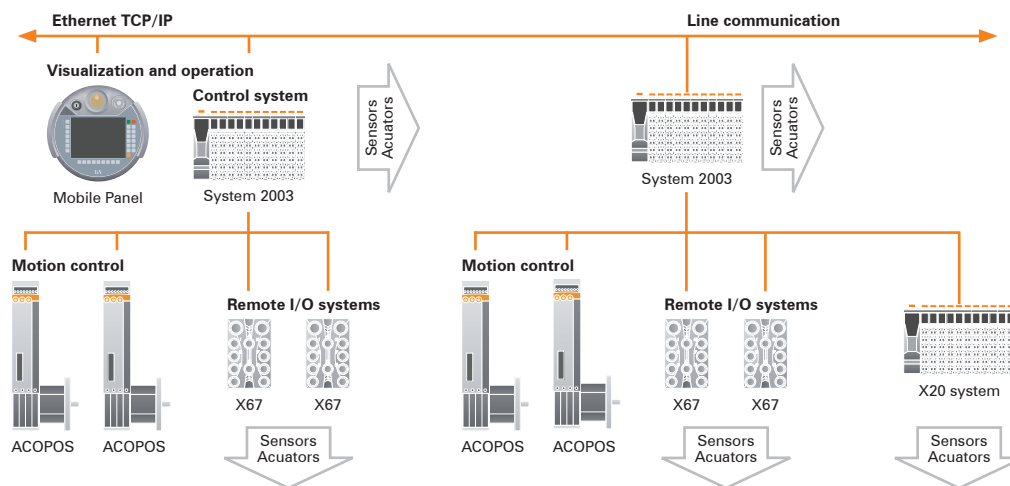 Ethernet TCP/IP
Line communication
Visualization and operation
Control system
Sensors
Acuators
Sensors
Acuators
M
Mobile Panel
System 2003
System 2003
Motion control
Motion control
Remote I/O systems
Remote I/O systems
X67
X67
X67
X67
X20 system
ACOPOS
ACOPOS
ACOPOS
ACOPOS
Sensors
Acuators
Sensors
Acuators
Sensors
Acuators